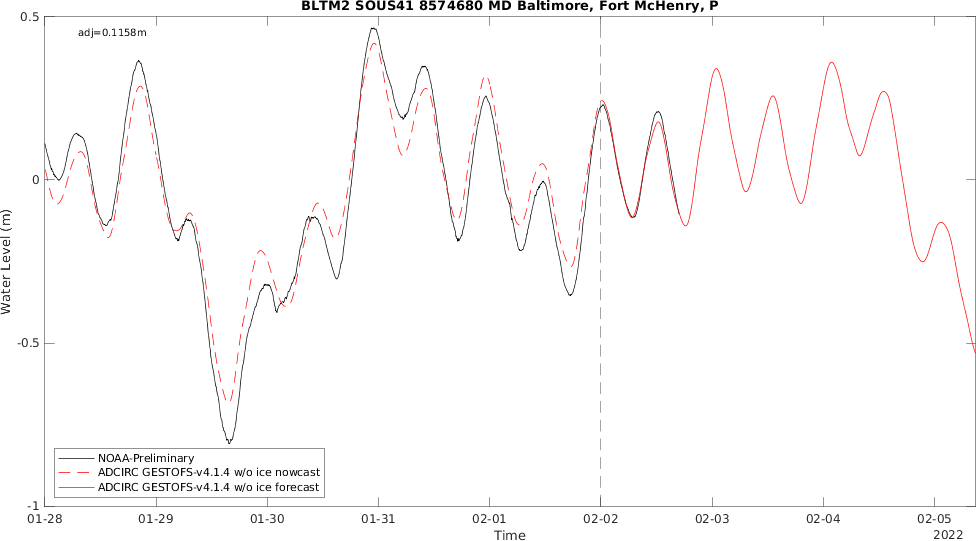 BLTM2 SOUS41 8574680 MD Baltimore, Fort McHenry, P
adj=0.1158m
0.5
0
-0.5
-1
Water Level (m)
NOAA-Preliminary
ADCIRC GESTOFS-v4.1.4 w/o ice nowcast
ADCIRC GESTOFS-v4.1.4 w/o ice forecast
01-28 01-29 01-30 01-31 02-01 02-02 02-03 02-04 02-05
Time
2022